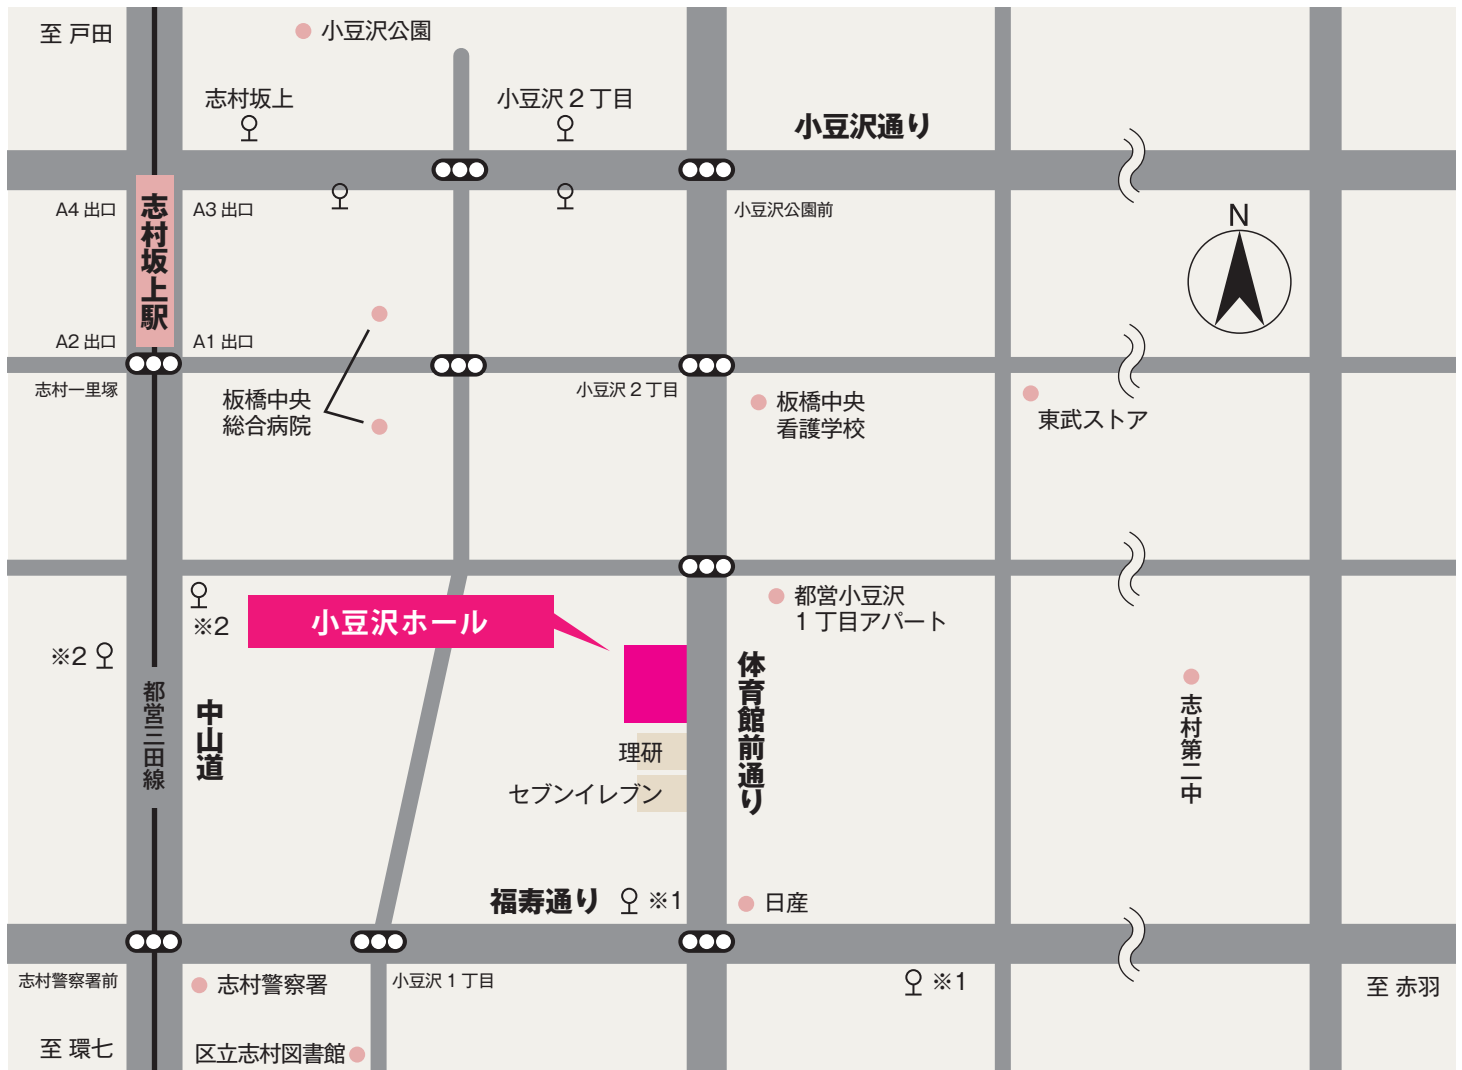 至 戸田
小豆沢公園
志村坂上
小豆沢 2 丁目
小豆沢通り
A4 出口
志村坂上駅
A3 出口
小豆沢公園前
N
A2 出口
A1 出口
志村一里塚
板橋中央
総合病院
小豆沢 2 丁目
板橋中央
看護学校
東武ストア
※2
小豆沢ホール
都営小豆沢
1 丁目アパート
※2
都営三田線
中山道
体育館前通り
志村第二中
理研
セブンイレブン
福寿通り
※1
日産
志村警察署前
志村警察署
小豆沢 1 丁目
※1
至 赤羽
至 環七
区立志村図書館